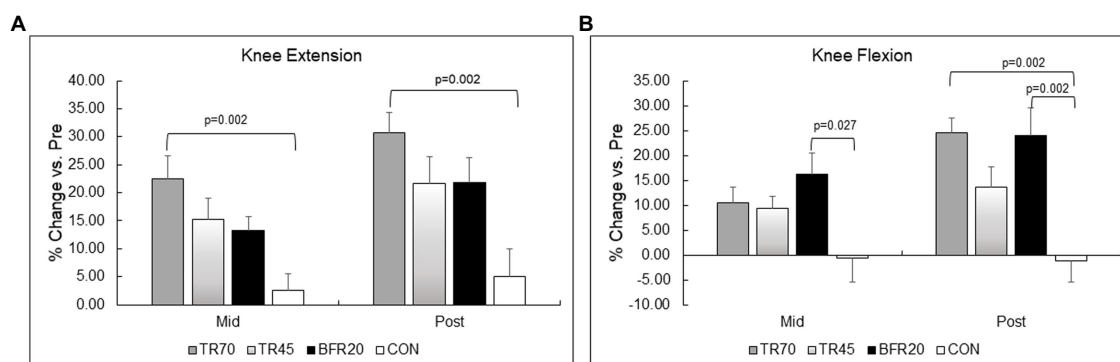 A
Knee Extension
% Change vs. Pre
40.00
35.00
30.00
25.00
20.00
15.00
10.00
5.00
0.00
p=0.002
p=0.002
Mid
Post
TR70 TR45 BFR20 CON
B
Knee Flexion
% Change vs. Pre
35.00
30.00
25.00
20.00
15.00
10.00
5.00
0.00
-5.00
-10.00
p=0.027
p=0.002
p=0.002
Mid
Post
TR70 TR45 BFR20 CON